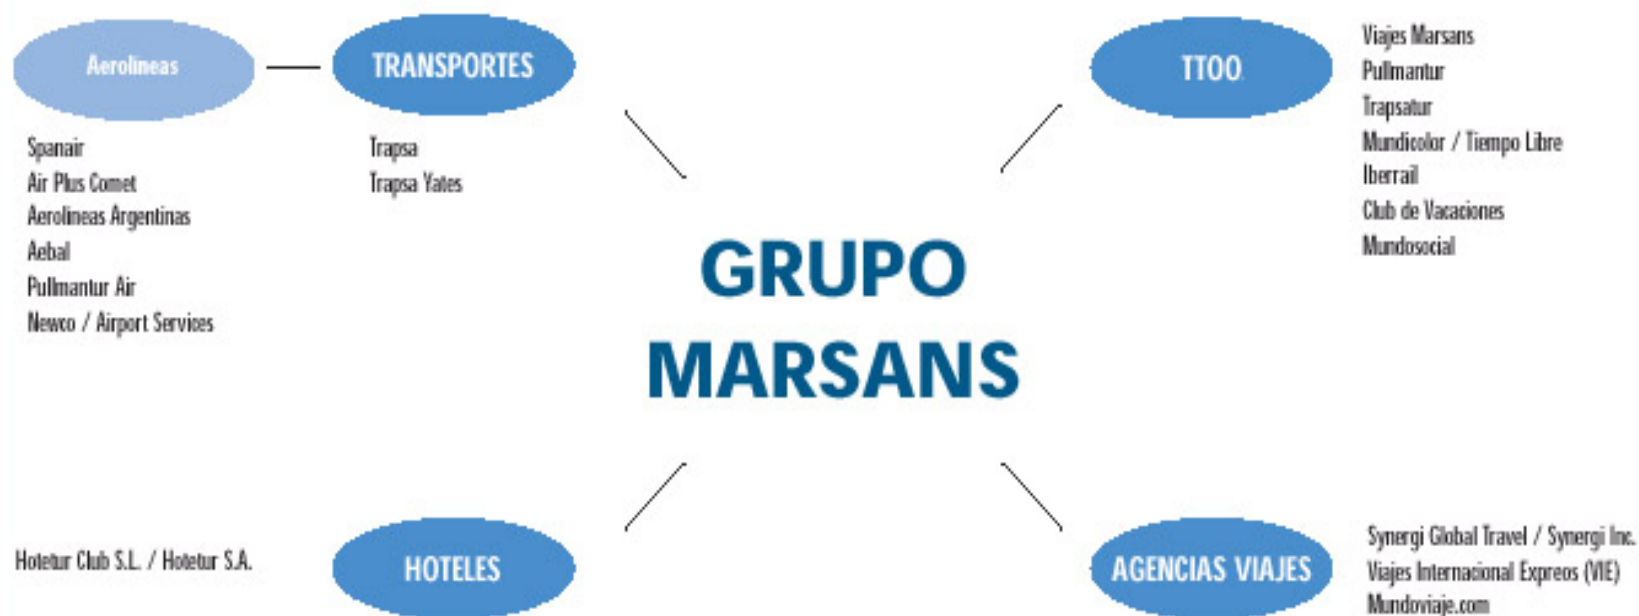 Aerolineas
Spanair
Air Plus Comet
Aerolineas Argentinas
Aebal
Pullmantur Air
Newco / Airport Services
TRANSPORTES
Trapsa
Trapsa Yates
TTOO
Viajes Marsans
Pullmantur
Trapsatur
Mundicolor / Tiempo Libre
Iberrail
Club de Vacaciones
Mundosocial
GRUPO
MARSANS
Hotetur Club S.L. / Hotetur S.A.
HOTELES
AGENCIAS VIAJES
Synergi Global Travel / Synergi Inc.
Viajes Internacional Expreos (VIE)
Mundoviaje.com